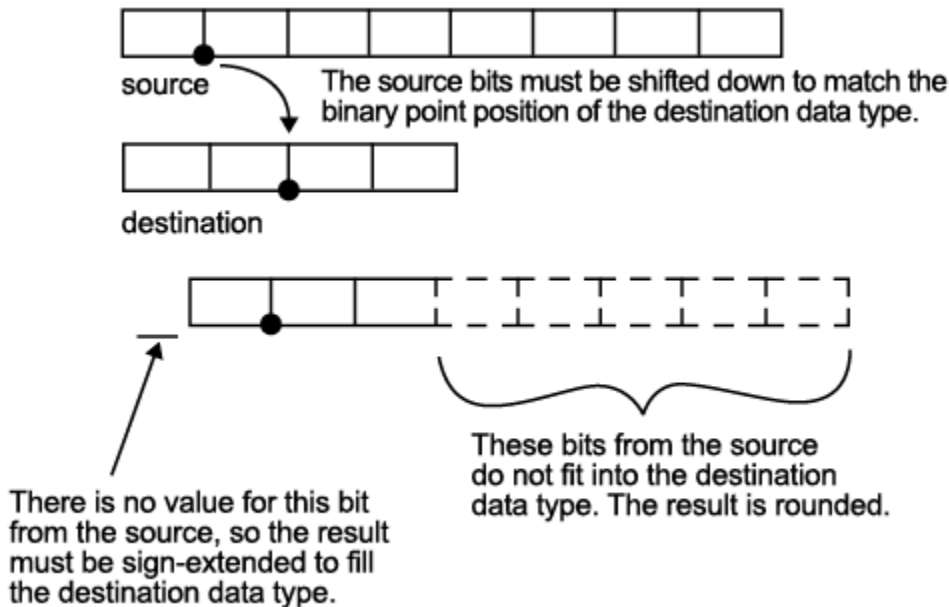 source
The source bits must be shifted down to match the
binary point position of the destination data type.
destination
These bits from the source
do not fit into the destination
data type. The result is rounded.
There is no value for this bit
from the source, so the result
must be sign-extended to fill
the destination data type.